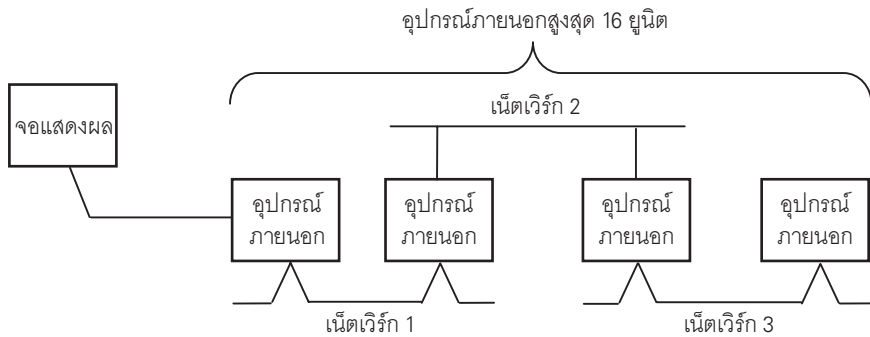 อุปกรณ์ภายนอกสูงสุด 16 ยูนิต
เน็ตเวิร์ก 2
จอแสดงผล
อุปกรณ์
ภายนอก
อุปกรณ์
ภายนอก
อุปกรณ์
ภายนอก
อุปกรณ์
ภายนอก
เน็ตเวิร์ก 1
เน็ตเวิร์ก 3